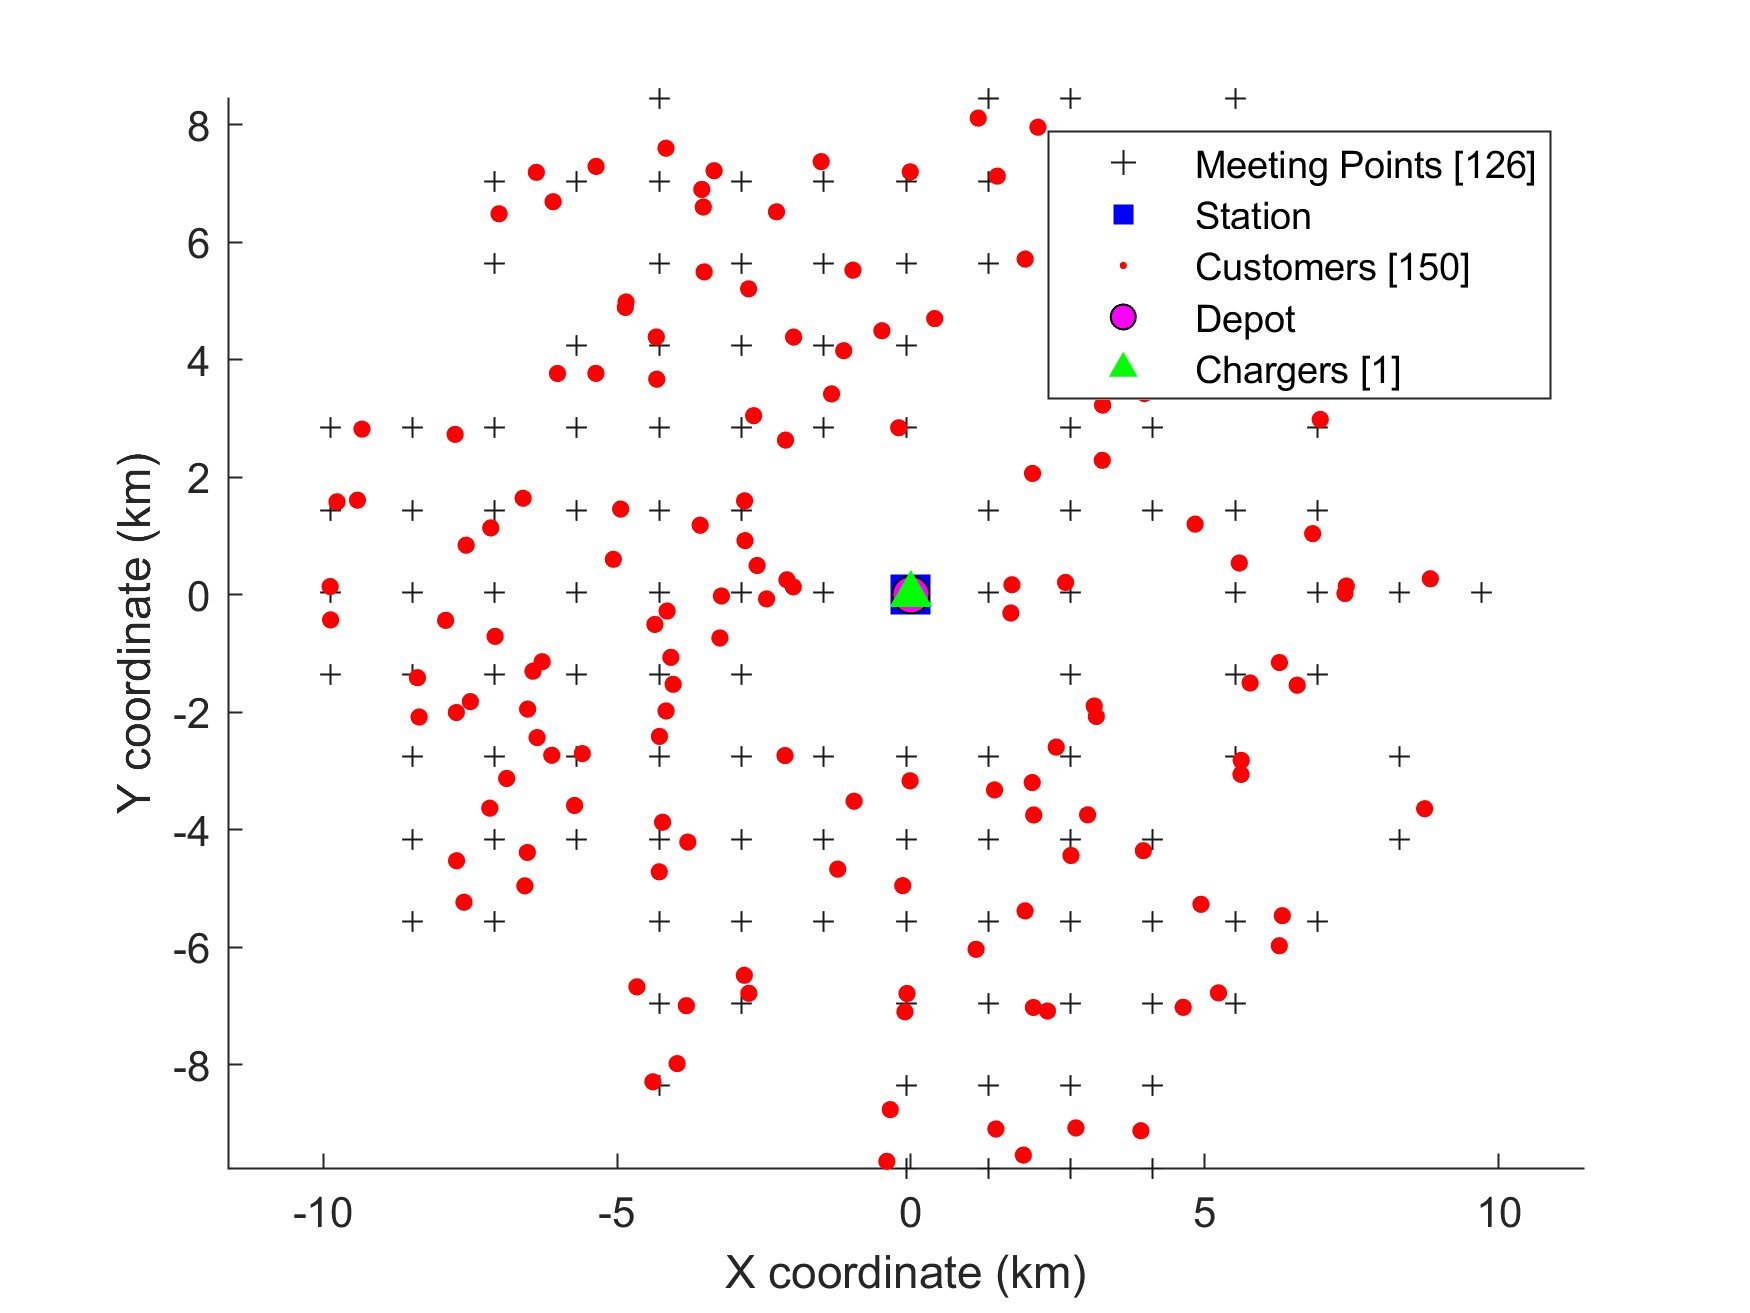 8
6
4
2
0
-2
-4
-6
-8
Y coordinate (km)
Meeting Points [126]
Station
Customers [150]
Depot
Chargers [1]
-10 -5 0 5 10
X coordinate (km)